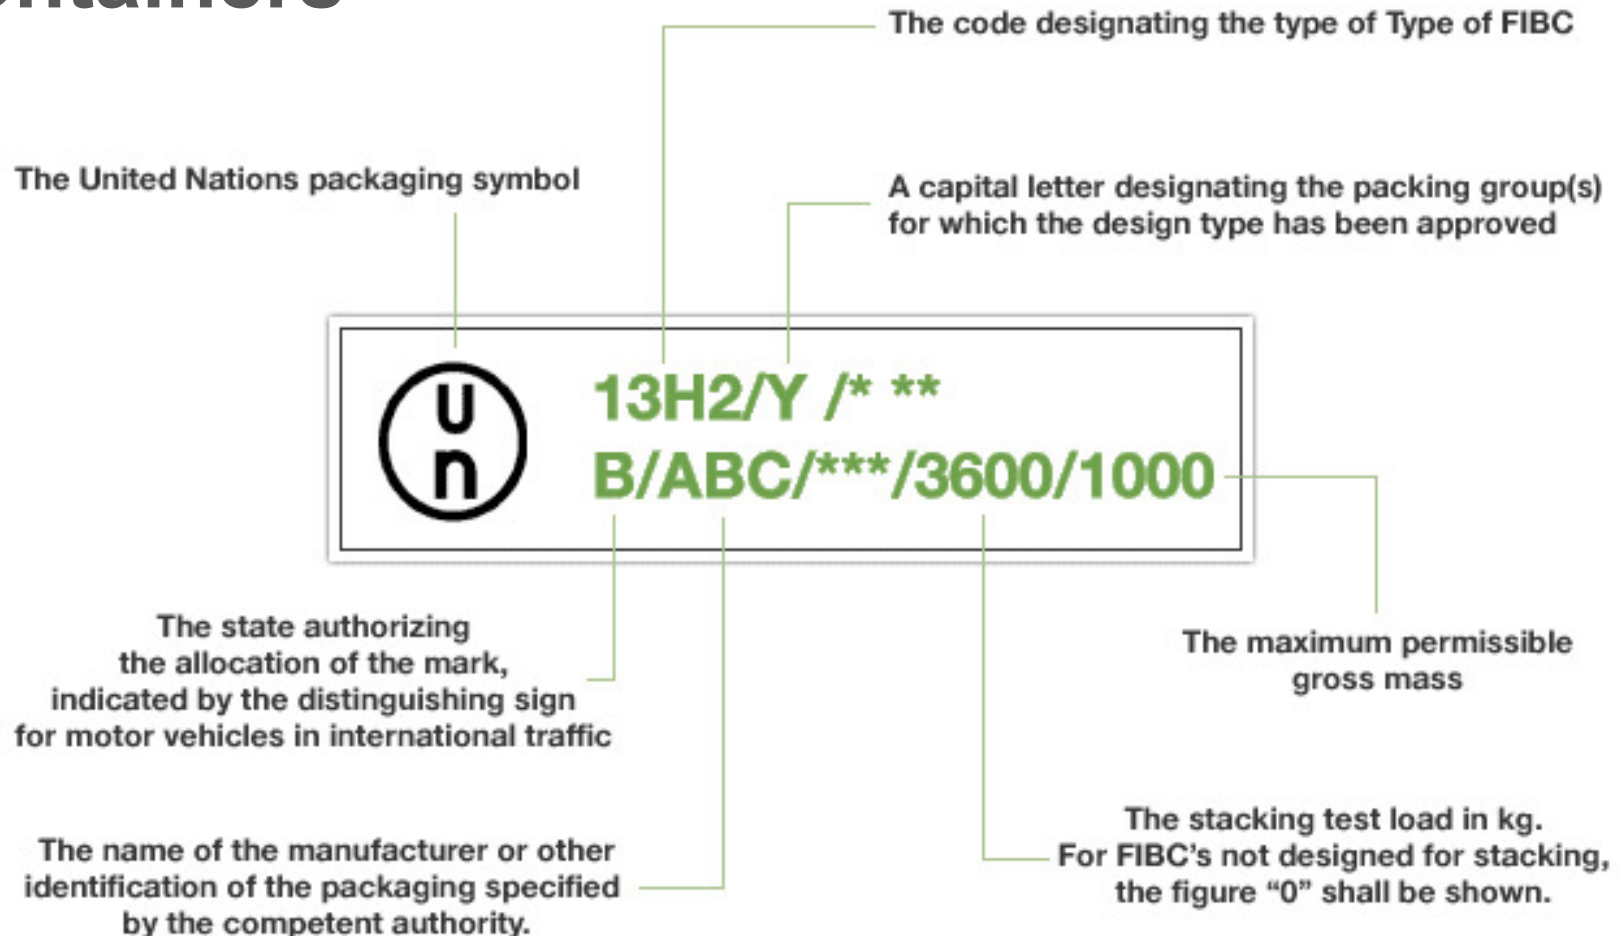 The code designating the type of Type of FIBC
The United Nations packaging symbol
A capital letter designating the packing group(s)
for which the design type has been approved
u
n
13H2/Y /* **
B/ABC/***/3600/1000
The state authorizing
the allocation of the mark,
indicated by the distinguishing sign
for motor vehicles in international traffic
The maximum permissible
gross mass
The name of the manufacturer or other
identification of the packaging specified
by the competent authority.
The stacking test load in kg.
For FIBC's not designed for stacking,
the figure “0” shall be shown.